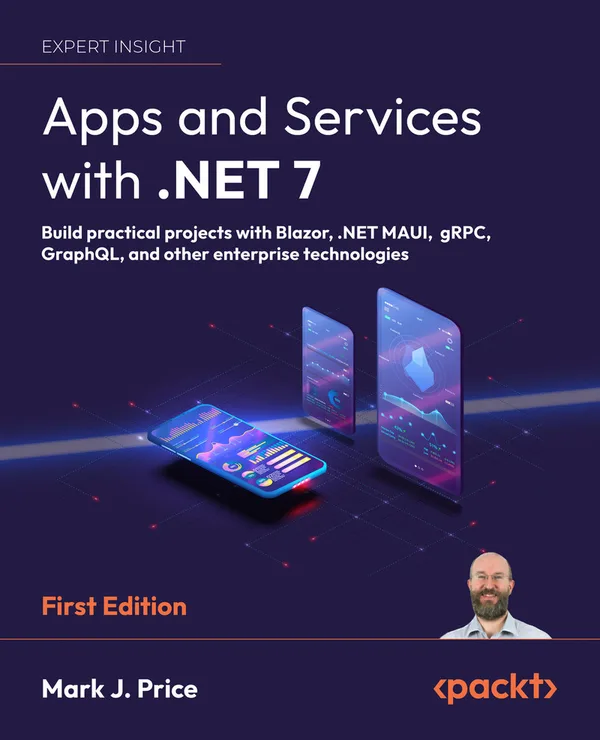 EXPERT INSIGHT
Apps and Services
with .NET 7
Build practical projects with Blazor, .NET MAUI, gRPC,
GraphQL, and other enterprise technologies
First Edition
Mark J. Price
<packt>